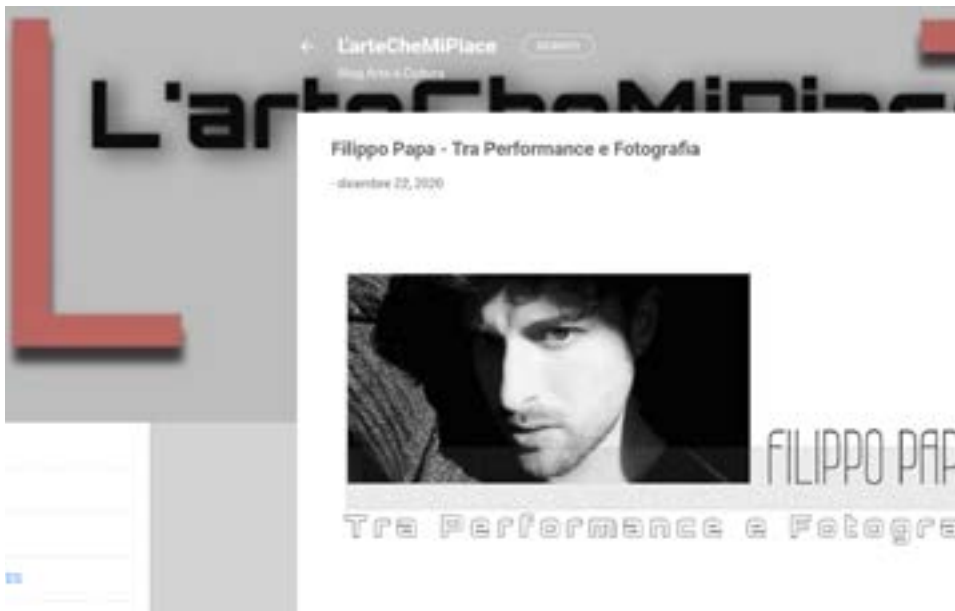 L'arteCheMiPiace
Blog Arte e Cultura
L'arteCheMiPiace
Filippo Papa - Tra Performance e Fotografia
- dicembre 22, 2020
FILIPPO PAP
Tra Performance e Fotogra